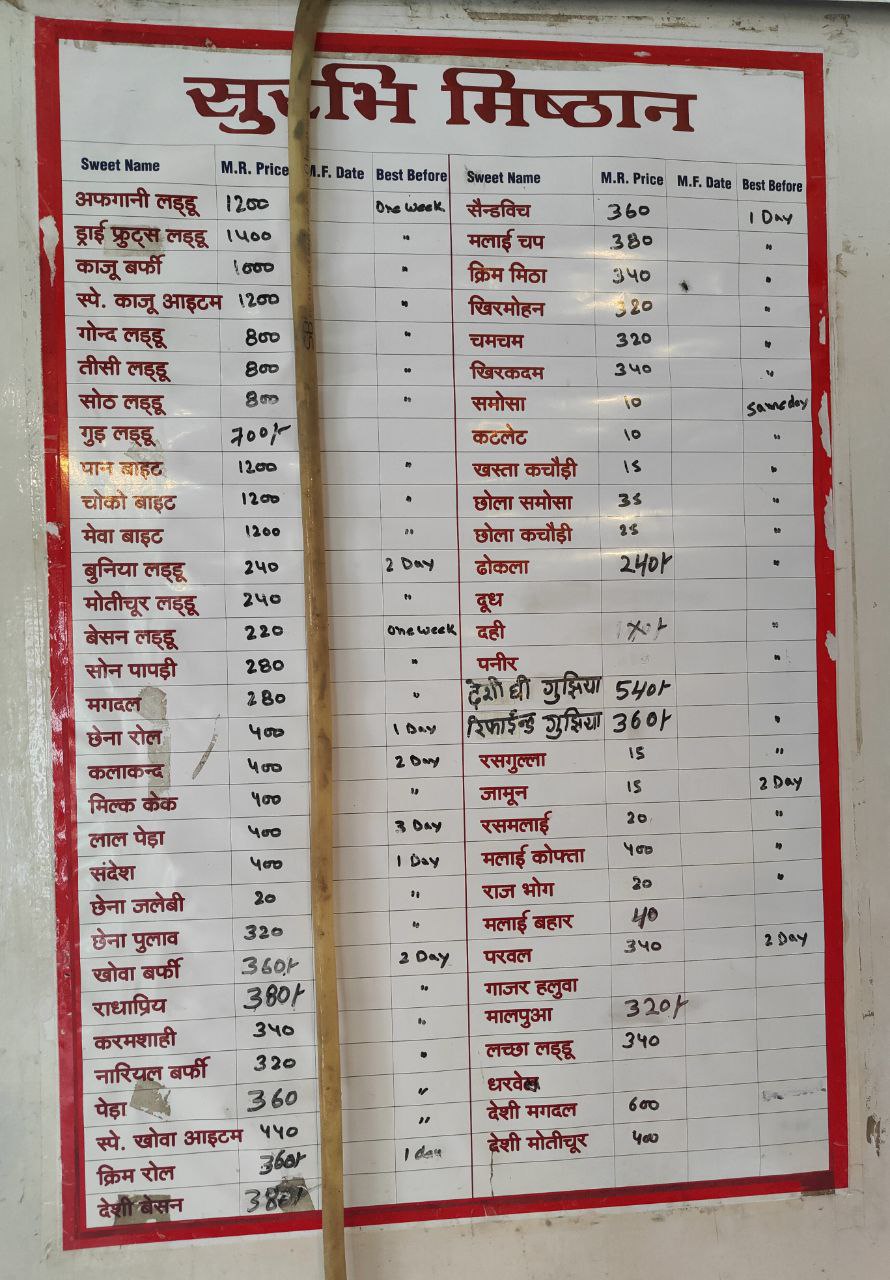 सुरभि मिष्ठान
Sweet Name M.R. Price M.F. Date Best Before Sweet Name M.R. Price M.F. Date Best Before
अफगानी लड्डू 1200 One Week सैन्डविच 360 1 Day
ड्राई फ्रुट्स लड्डू 1400 " मलाई चप 380 "
काजू बर्फी 1000 " क्रिम मिठा 340 "
स्पे. काजू आइटम 1200 " खिरमोहन 320 "
गोन्द लड्डू 800 " चमचम 320 "
तीसी लड्डू 800 " खिरकदम 340 "
सोठ लड्डू 800 " समोसा 10 Same day
गुड़ लड्डू 700/- कटलेट 10 "
पान बाइट 1200 " खस्ता कचौड़ी 15 "
चोको बाइट 1200 " छोला समोसा 35 "
मेवा बाइट 1200 " छोला कचौड़ी 25 "
बुनिया लड्डू 240 2 Day ढोकला 240/- "
मोतीचूर लड्डू 240 " दूध
बेसन लड्डू 220 One Week दही "
सोन पापड़ी 280 " पनीर "
मगदल 280 " देशी घी गुझिया 540/-
छेना रोल 400 1 Day रिफाईन्ड गुझिया 360/- "
कलाकन्द 400 2 Day रसगुल्ला 15 "
मिल्क केक 400 " जामून 15 2 Day
लाल पेड़ा 400 3 Day रसमलाई 20 "
संदेश 400 1 Day मलाई कोफ्ता 400 "
छेना जलेबी 20 " राज भोग 20 "
छेना पुलाव 320 " मलाई बहार 40
खोवा बर्फी 360/- 2 Day परवल 340 2 Day
राधाप्रिय 380/- " गाजर हलुवा
करमशाही 340 " मालपुआ 320/-
नारियल बर्फी 320 " लच्छा लड्डू 340
पेड़ा 360 "
स्पे. खोवा आइटम 440 " देशी मगदल 600
क्रिम रोल 360/- 1 day देशी मोतीचूर 400
देशी बेसन 380/-